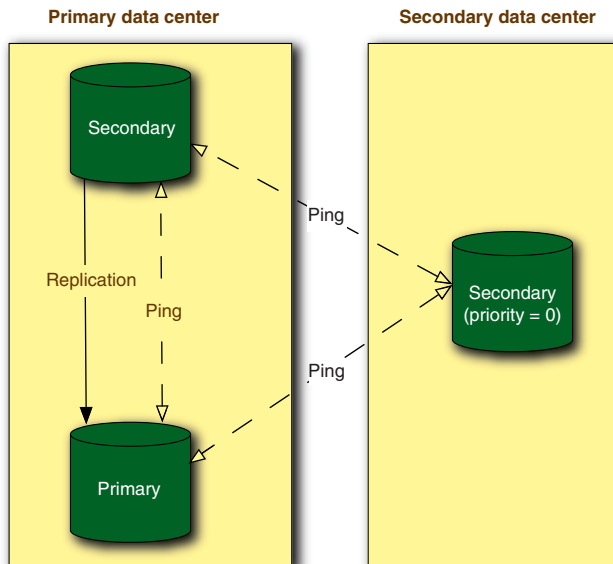 Primary data center
Secondary data center
Secondary
Ping
Replication
Ping
Secondary
(priority = 0)
Ping
Primary